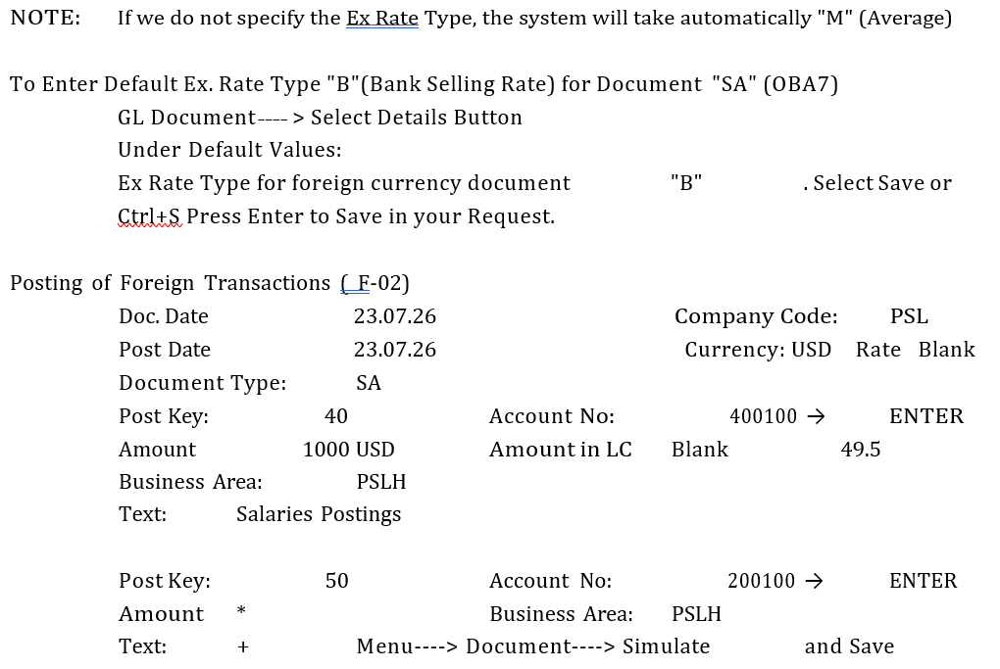 NOTE: If we do not specify the Ex Rate Type, the system will take automatically "M" (Average)
To Enter Default Ex. Rate Type "B"(Bank Selling Rate) for Document "SA" (OBA7)
GL Document---- > Select Details Button
Under Default Values:
Ex Rate Type for foreign currency document "B" . Select Save or
Ctrl+S Press Enter to Save in your Request.
Posting of Foreign Transactions ( F-02)
Doc. Date 23.07.26 Company Code: PSL
Post Date 23.07.26 Currency: USD Rate Blank
Document Type: SA
Post Key: 40 Account No: 400100 → ENTER
Amount 1000 USD Amount in LC Blank 49.5
Business Area: PSLH
Text: Salaries Postings
Post Key: 50 Account No: 200100 → ENTER
Amount * Business Area: PSLH
Text: + Menu----> Document----> Simulate and Save